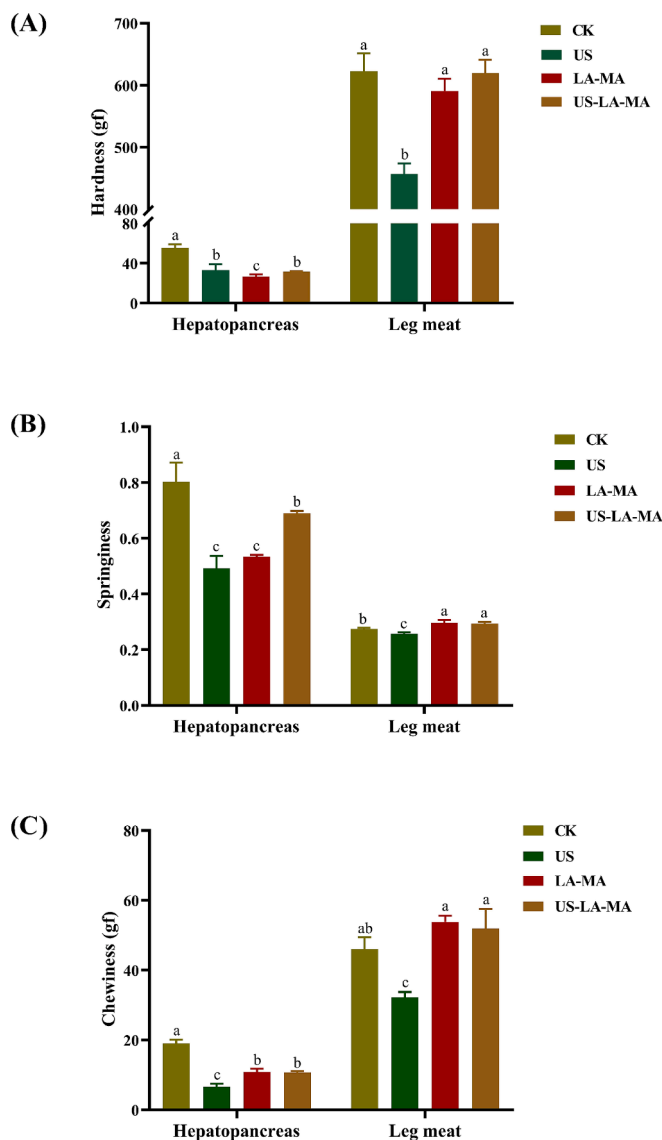 (A)
Hardness (gf)
700
600
500
400
80
40
0
a
b
c
b
a
b
a
a
Hepatopancreas
Leg meat
CK
US
LA-MA
US-LA-MA
(B)
Springiness
1.0
0.8
0.6
0.4
0.2
0.0
a
c
c
b
b
c
a
a
Hepatopancreas
Leg meat
CK
US
LA-MA
US-LA-MA
(C)
Chewiness (gf)
80
60
40
20
0
a
c
b
b
ab
c
a
a
Hepatopancreas
Leg meat
CK
US
LA-MA
US-LA-MA